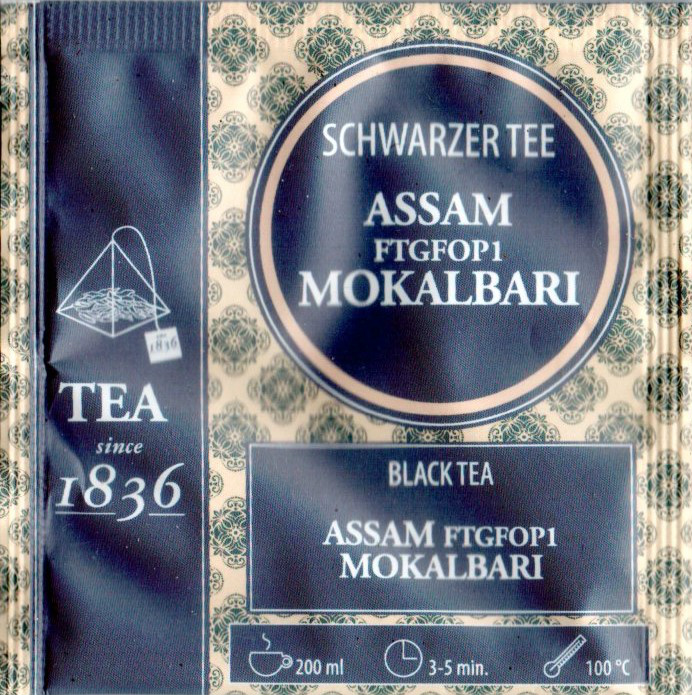 SCHWARZER TEE
ASSAM
FTGFOP1
MOKALBARI
1836
TEA
since
1836
BLACK TEA
ASSAM FTGFOP1
MOKALBARI
200 ml
3-5 min.
100 °C